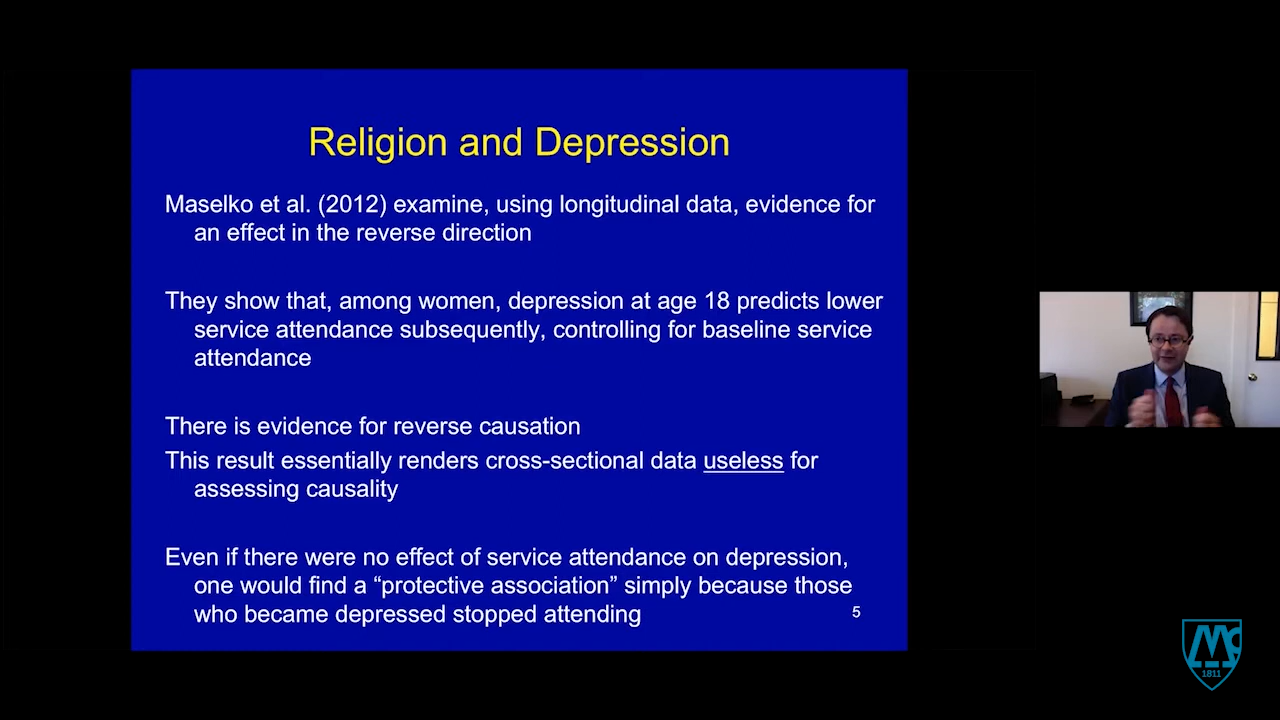 Religion and Depression
Maselko et al. (2012) examine, using longitudinal data, evidence for
an effect in the reverse direction
They show that, among women, depression at age 18 predicts lower
service attendance subsequently, controlling for baseline service
attendance
There is evidence for reverse causation
This result essentially renders cross-sectional data useless for
assessing causality
Even if there were no effect of service attendance on depression,
one would find a “protective association” simply because those
who became depressed stopped attending
5
Mc
1811